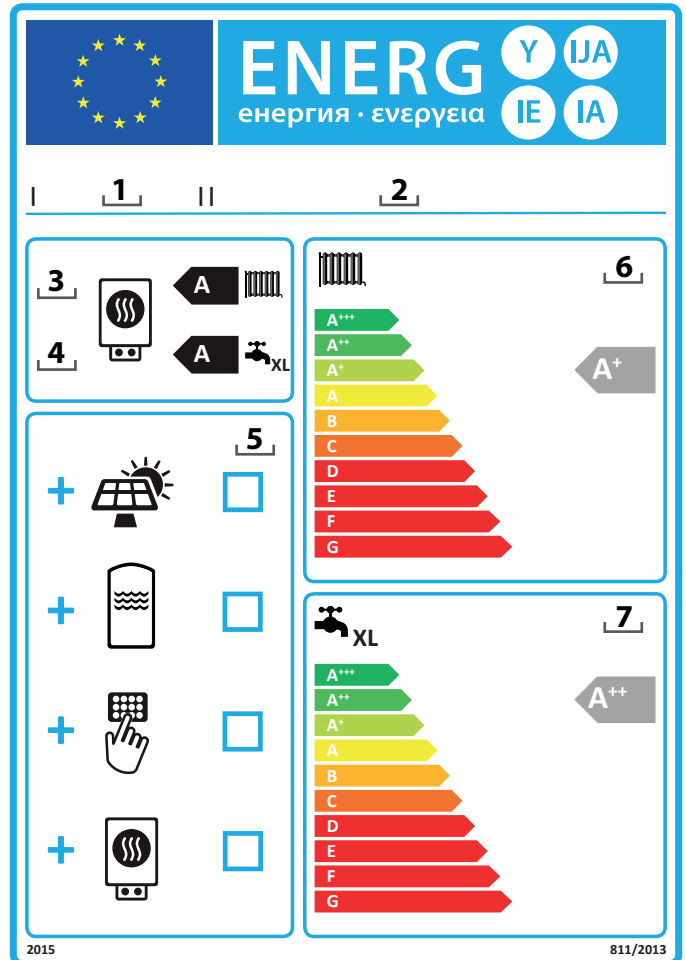 ENERG Y IJA
енергия · ενεργεια IE IA
I 1 II 2
3 A
4 A XL
5
6
A+++
A++
A+ A+
A
B
C
D
E
F
G
XL 7
A+++
A++ A++
A+
A
B
C
D
E
F
G
2015 811/2013